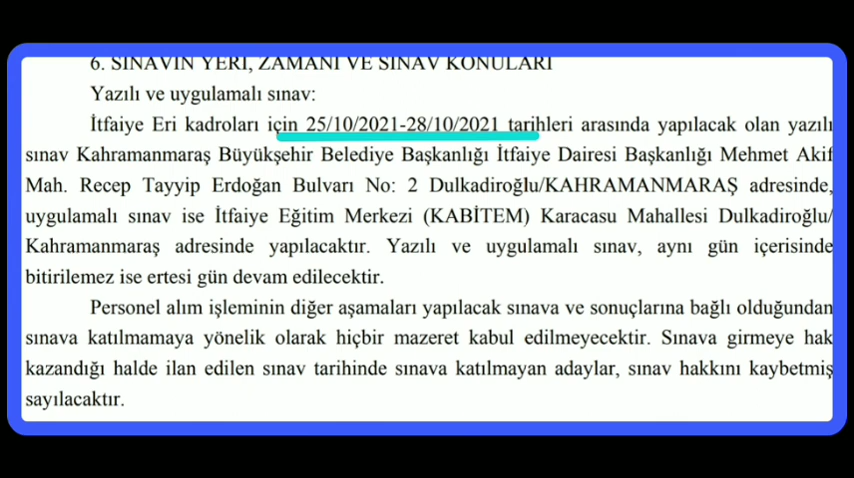 6. SINAVIN YERİ, ZAMANI VE SINAV KONULARI
Yazılı ve uygulamalı sınav:
İtfaiye Eri kadroları için 25/10/2021-28/10/2021 tarihleri arasında yapılacak olan yazılı
sınav Kahramanmaraş Büyükşehir Belediye Başkanlığı İtfaiye Dairesi Başkanlığı Mehmet Akif
Mah. Recep Tayyip Erdoğan Bulvarı No: 2 Dulkadiroğlu/KAHRAMANMARAŞ adresinde,
uygulamalı sınav ise İtfaiye Eğitim Merkezi (KABİTEM) Karacasu Mahallesi Dulkadiroğlu/
Kahramanmaraş adresinde yapılacaktır. Yazılı ve uygulamalı sınav, aynı gün içerisinde
bitirilemez ise ertesi gün devam edilecektir.
Personel alım işleminin diğer aşamaları yapılacak sınava ve sonuçlarına bağlı olduğundan
sınava katılmamaya yönelik olarak hiçbir mazeret kabul edilmeyecektir. Sınava girmeye hak
kazandığı halde ilan edilen sınav tarihinde sınava katılmayan adaylar, sınav hakkını kaybetmiş
sayılacaktır.